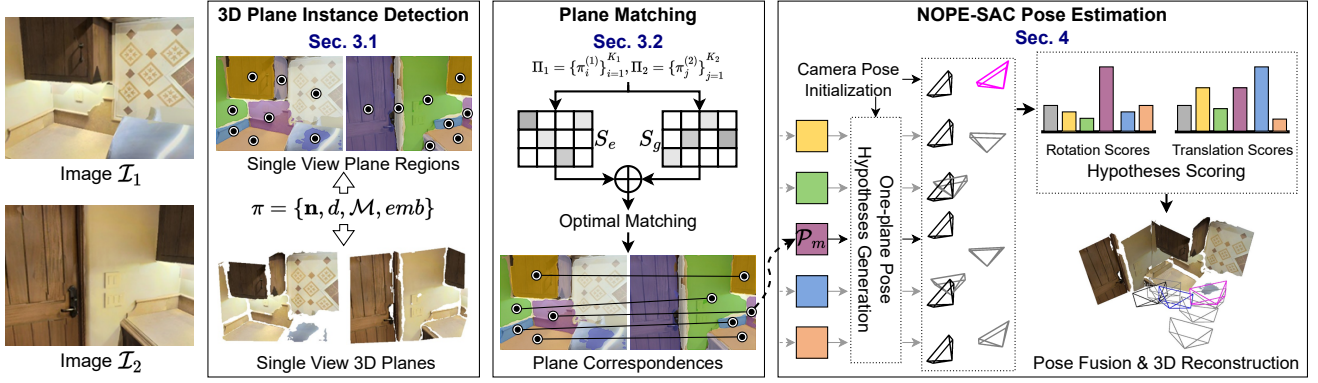 Image I₁
Image I₂
3D Plane Instance Detection
Sec. 3.1
Single View Plane Regions
π = {n, d, M, emb}
Single View 3D Planes
Plane Matching
Sec. 3.2
Π₁ = {π_i^(1)}_{i=1}^{K₁}, Π₂ = {π_j^(2)}_{j=1}^{K₂}
S_e
S_g
Optimal Matching
Plane Correspondences
NOPE-SAC Pose Estimation
Sec. 4
Camera Pose
Initialization
P_m
One-plane Pose
Hypotheses Generation
Rotation Scores
Translation Scores
Hypotheses Scoring
Pose Fusion & 3D Reconstruction